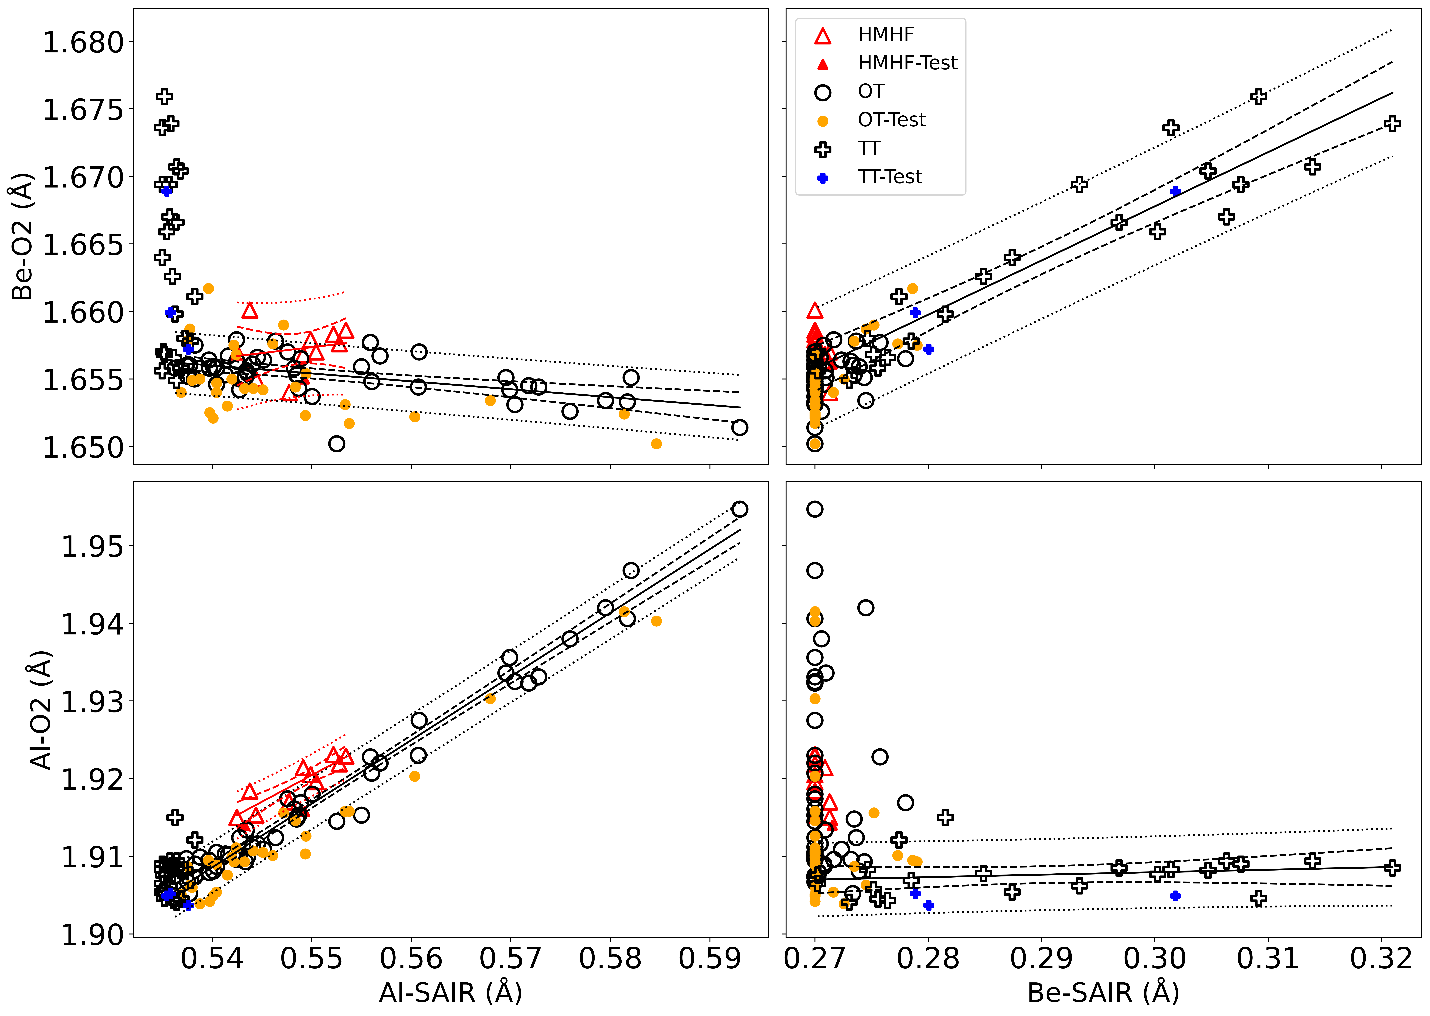 1.680
1.675
1.670
1.665
1.660
1.655
1.650
Be-O2 (Å)
HMHF
HMHF-Test
OT
OT-Test
TT
TT-Test
1.95
1.94
1.93
1.92
1.91
1.90
Al-O2 (Å)
0.54 0.55 0.56 0.57 0.58 0.59
Al-SAIR (Å)
0.27 0.28 0.29 0.30 0.31 0.32
Be-SAIR (Å)